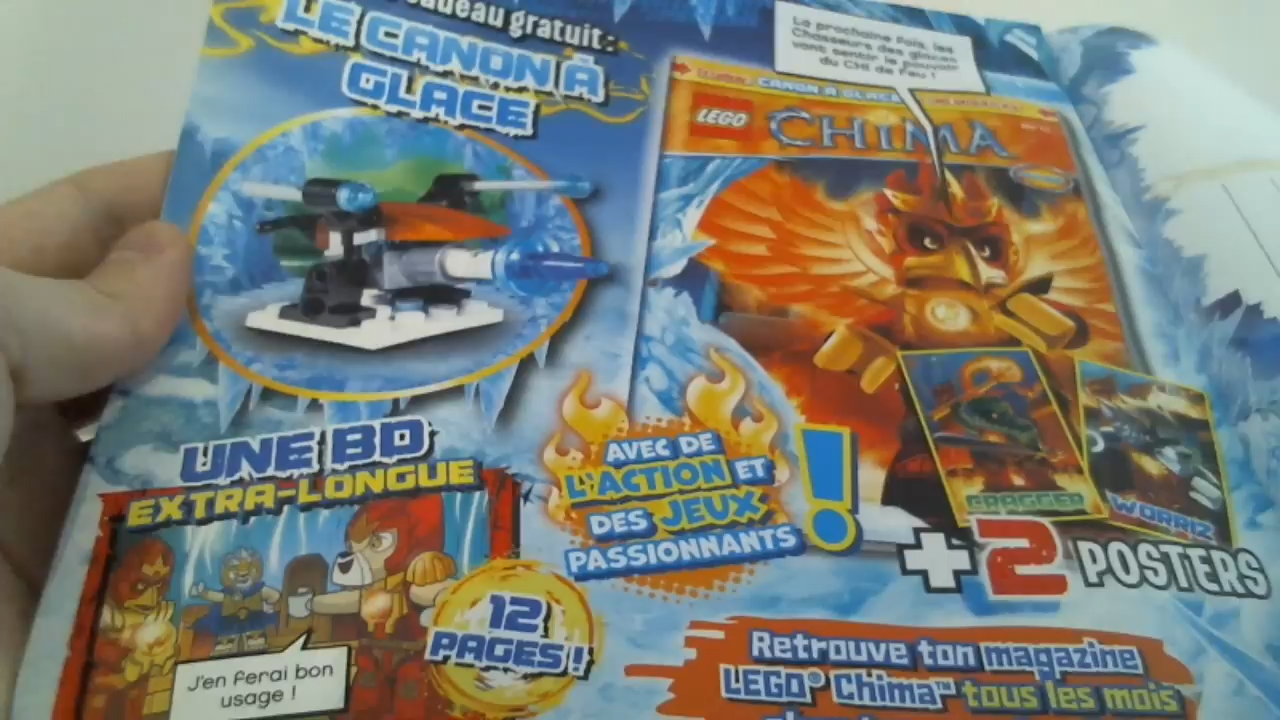 cadeau gratuit :
LE CANON À
GLACE
La prochaine fois, les
Chasseurs des glaces
vont sentir le pouvoir
du CHI de Feu !
CANON À GLACE
LEGO
CHIMA
UNE BD
EXTRA-LONGUE
AVEC DE
L'ACTION ET
DES JEUX
PASSIONNANTS
!
CRAGGER
WORRIZ
+ 2 POSTERS
12
PAGES !
J'en ferai bon
usage !
Retrouve ton magazine
LEGO® Chima™ tous les mois